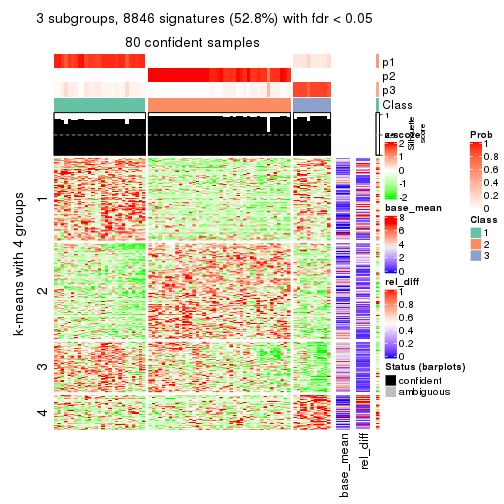 3 subgroups, 8846 signatures (52.8%) with fdr < 0.05
80 confident samples
p1
p2
p3
Class
1
Silhouette
score
z-score
2
1
0
-1
-2
base_mean
8
6
4
2
0
rel_diff
1
0.8
0.6
0.4
0.2
0
Status (barplots)
confident
ambiguous
Prob
1
0.8
0.6
0.4
0.2
0
Class
1
2
3
k-means with 4 groups
1
2
3
4
base_mean
rel_diff